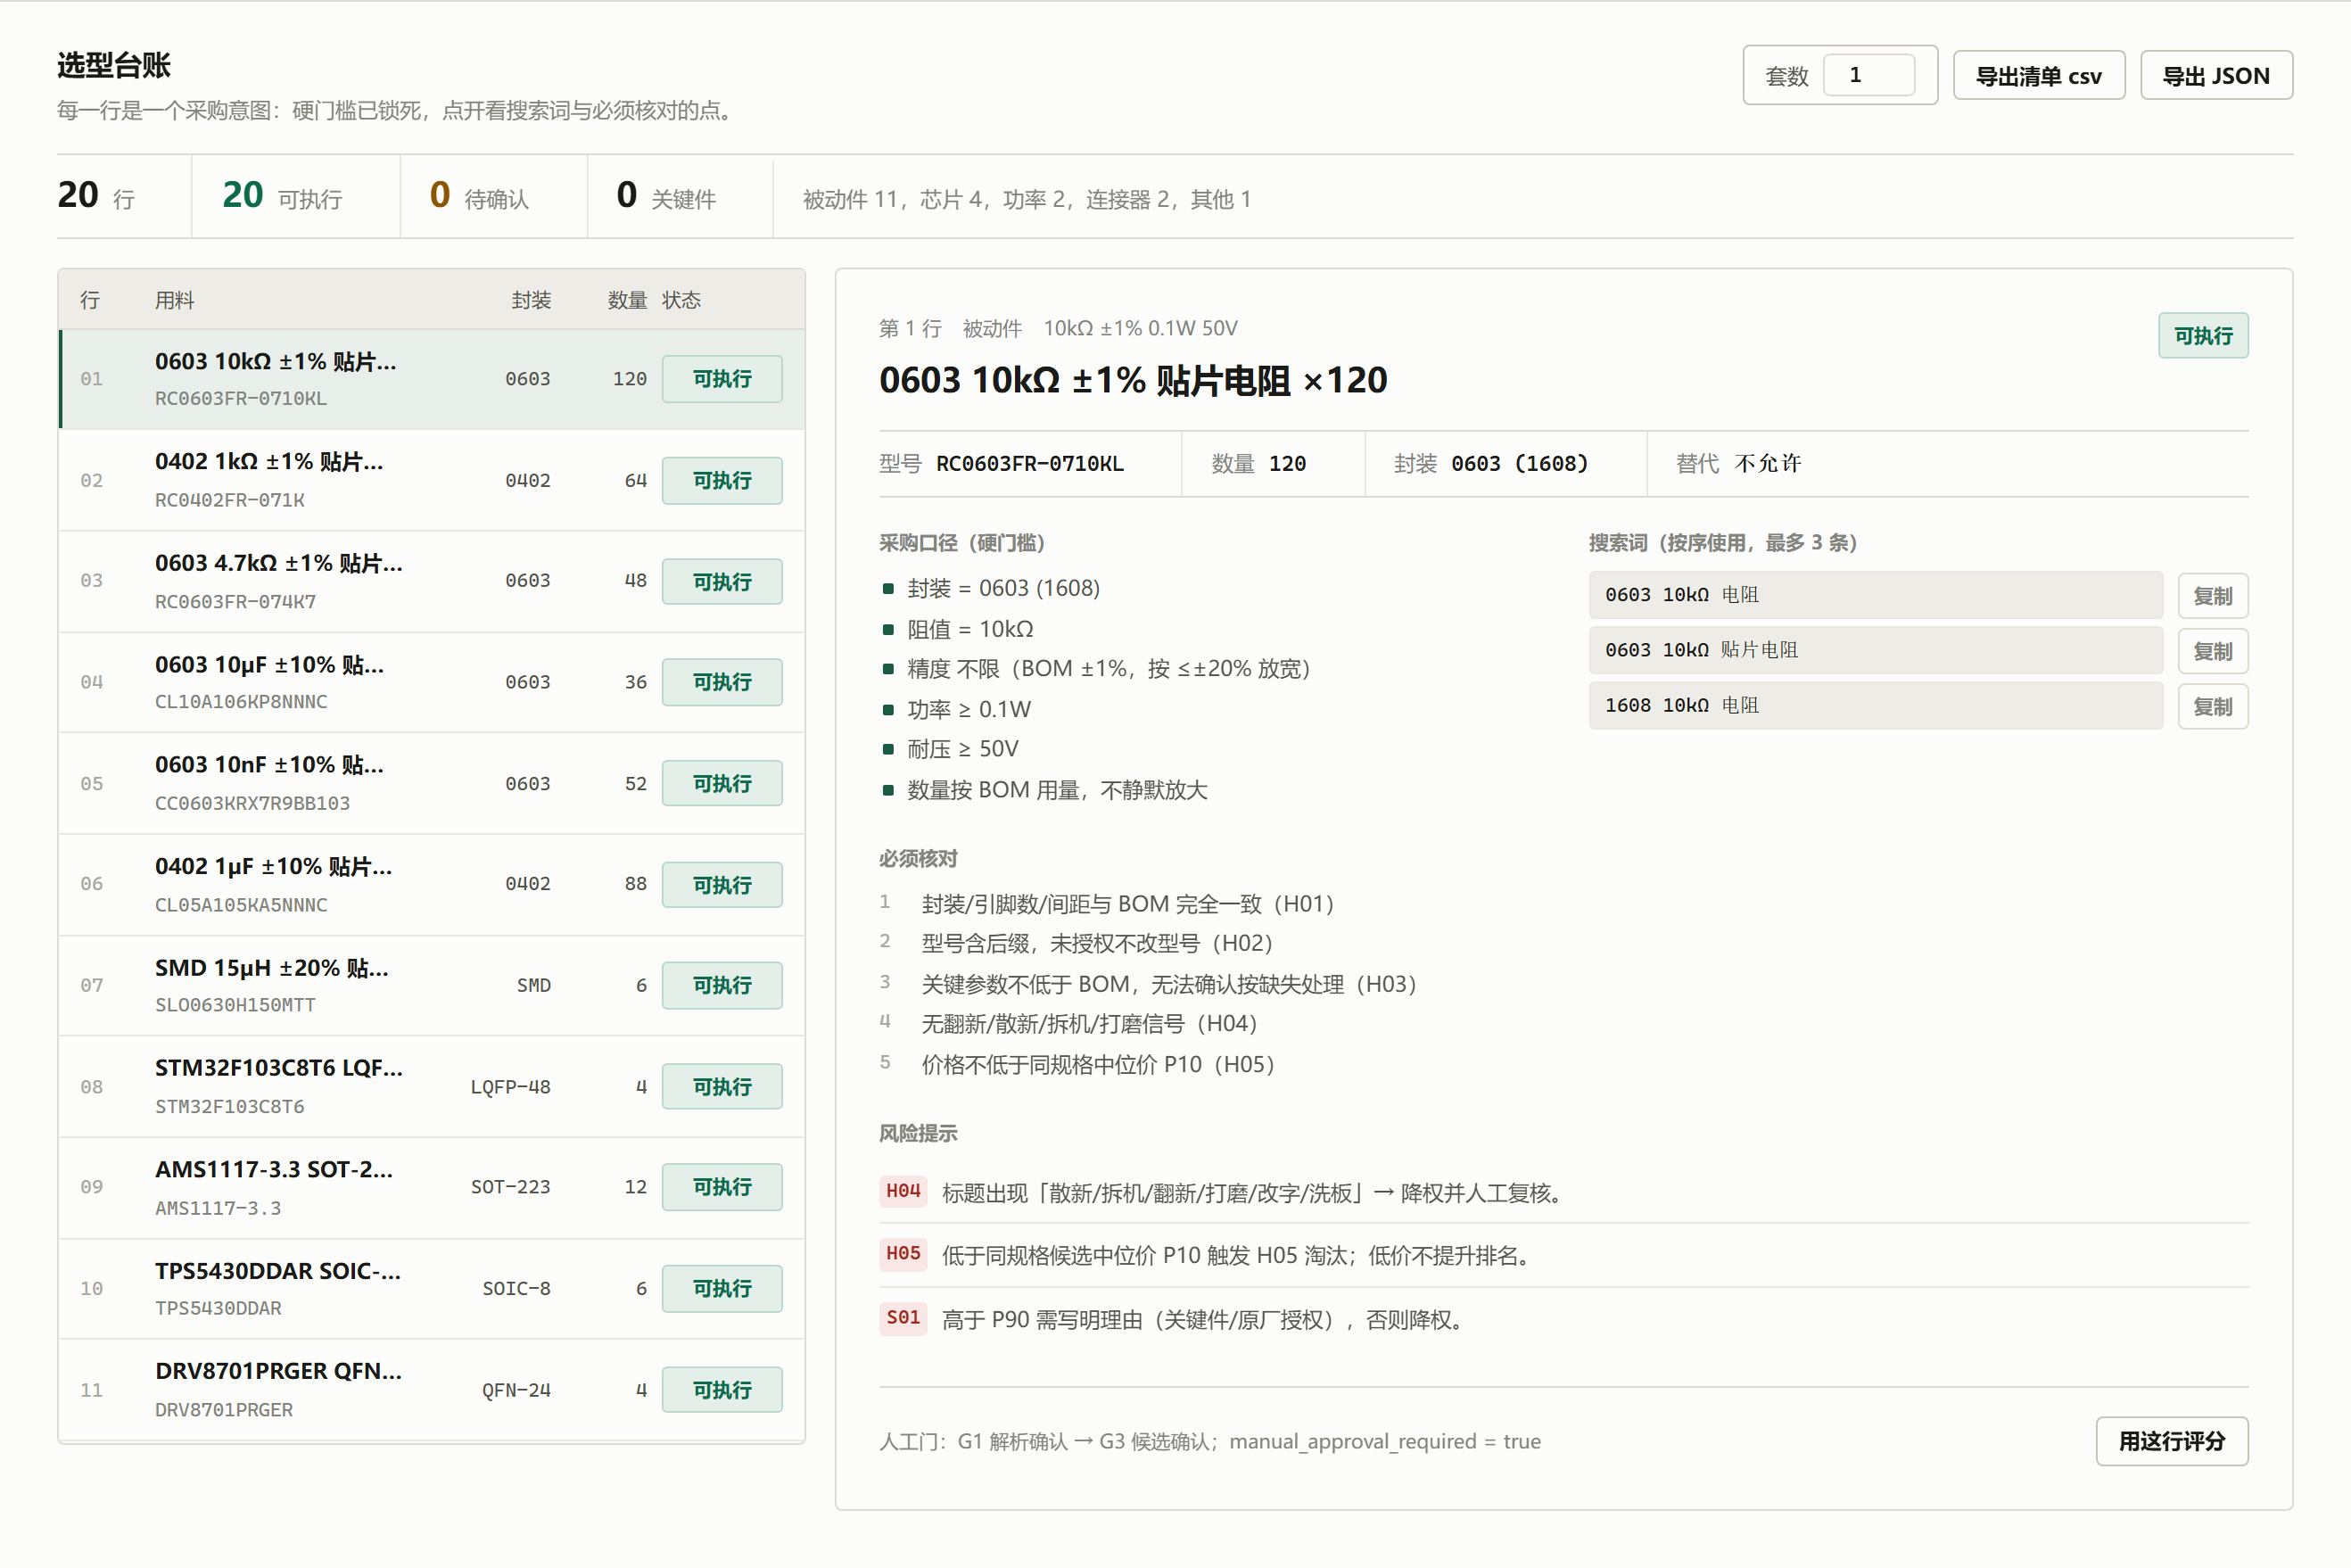 选型台账
每一行是一个采购意图：硬门槛已锁死，点开看搜索词与必须核对的点。
套数 1 导出清单 csv 导出 JSON
20 行 20 可执行 0 待确认 0 关键件 被动件 11，芯片 4，功率 2，连接器 2，其他 1
行 用料 封装 数量 状态
01 0603 10kΩ ±1% 贴片... 0603 120 可执行
RC0603FR-0710KL
02 0402 1kΩ ±1% 贴片... 0402 64 可执行
RC0402FR-071K
03 0603 4.7kΩ ±1% 贴片... 0603 48 可执行
RC0603FR-074K7
04 0603 10μF ±10% 贴... 0603 36 可执行
CL10A106KP8NNNC
05 0603 10nF ±10% 贴... 0603 52 可执行
CC0603KRX7R9BB103
06 0402 1μF ±10% 贴片... 0402 88 可执行
CL05A105KA5NNNC
07 SMD 15μH ±20% 贴... SMD 6 可执行
SLO0630H150MTT
08 STM32F103C8T6 LQF... LQFP-48 4 可执行
STM32F103C8T6
09 AMS1117-3.3 SOT-2... SOT-223 12 可执行
AMS1117-3.3
10 TPS5430DDAR SOIC-... SOIC-8 6 可执行
TPS5430DDAR
11 DRV8701PRGER QFN... QFN-24 4 可执行
DRV8701PRGER
第 1 行 被动件 10kΩ ±1% 0.1W 50V
可执行
0603 10kΩ ±1% 贴片电阻 ×120
型号 RC0603FR-0710KL 数量 120 封装 0603 (1608) 替代 不允许
采购口径（硬门槛）
封装 = 0603 (1608)
阻值 = 10kΩ
精度 不限（BOM ±1%，按 ≤±20% 放宽）
功率 ≥ 0.1W
耐压 ≥ 50V
数量按 BOM 用量，不静默放大
搜索词（按序使用，最多 3 条）
0603 10kΩ 电阻 复制
0603 10kΩ 贴片电阻 复制
1608 10kΩ 电阻 复制
必须核对
1 封装/引脚数/间距与 BOM 完全一致（H01）
2 型号含后缀，未授权不改型号（H02）
3 关键参数不低于 BOM，无法确认按缺失处理（H03）
4 无翻新/散新/拆机/打磨信号（H04）
5 价格不低于同规格中位价 P10（H05）
风险提示
H04 标题出现「散新/拆机/翻新/打磨/改字/洗板」→ 降权并人工复核。
H05 低于同规格候选中位价 P10 触发 H05 淘汰；低价不提升排名。
S01 高于 P90 需写明理由（关键件/原厂授权），否则降权。
人工门：G1 解析确认 → G3 候选确认；manual_approval_required = true
用这行评分